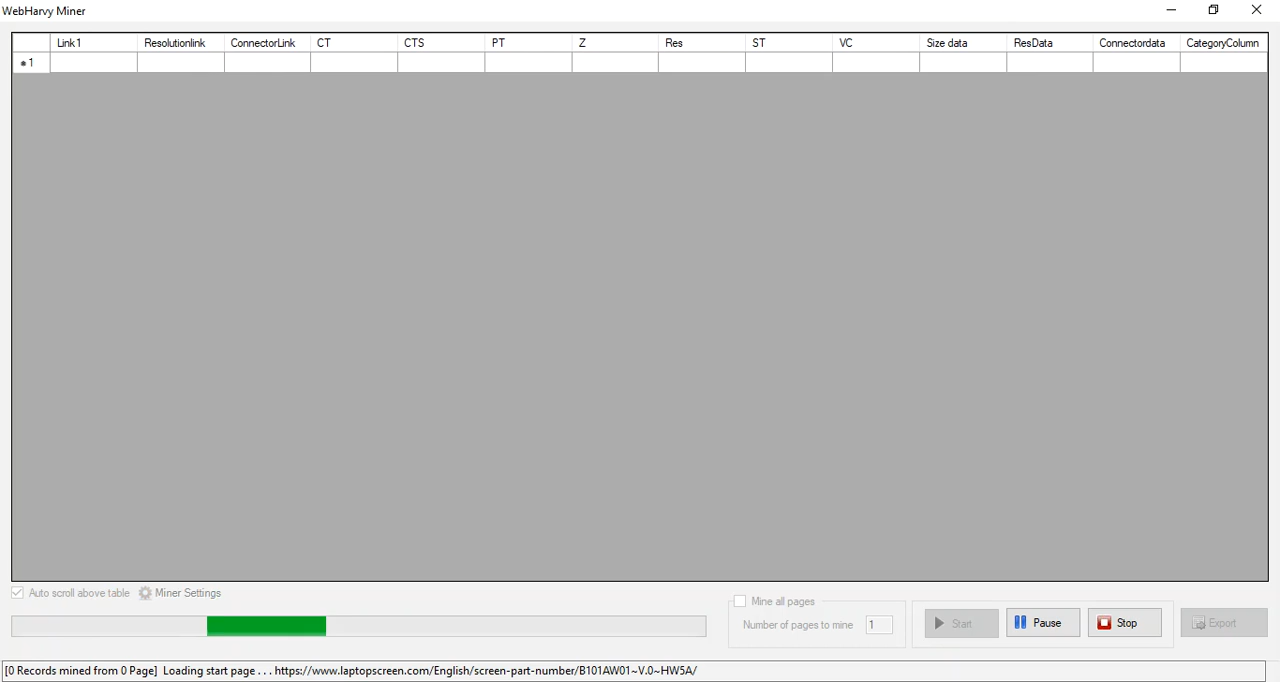 WebHarvy Miner
Link1 Resolutionlink ConnectorLink CT CTS PT Z Res ST VC Size data ResData Connectordata CategoryColumn
* 1
Auto scroll above table Miner Settings
Mine all pages
Number of pages to mine 1
Start Pause Stop Export
[0 Records mined from 0 Page] Loading start page . . . https://www.laptopscreen.com/English/screen-part-number/B101AW01~V.0~HW5A/